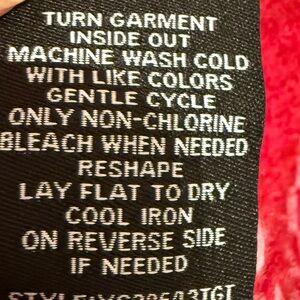 TURN GARMENT
INSIDE OUT
MACHINE WASH COLD
WITH LIKE COLORS
GENTLE CYCLE
ONLY NON-CHLORINE
BLEACH WHEN NEEDED
RESHAPE
LAY FLAT TO DRY
COOL IRON
ON REVERSE SIDE
IF NEEDED